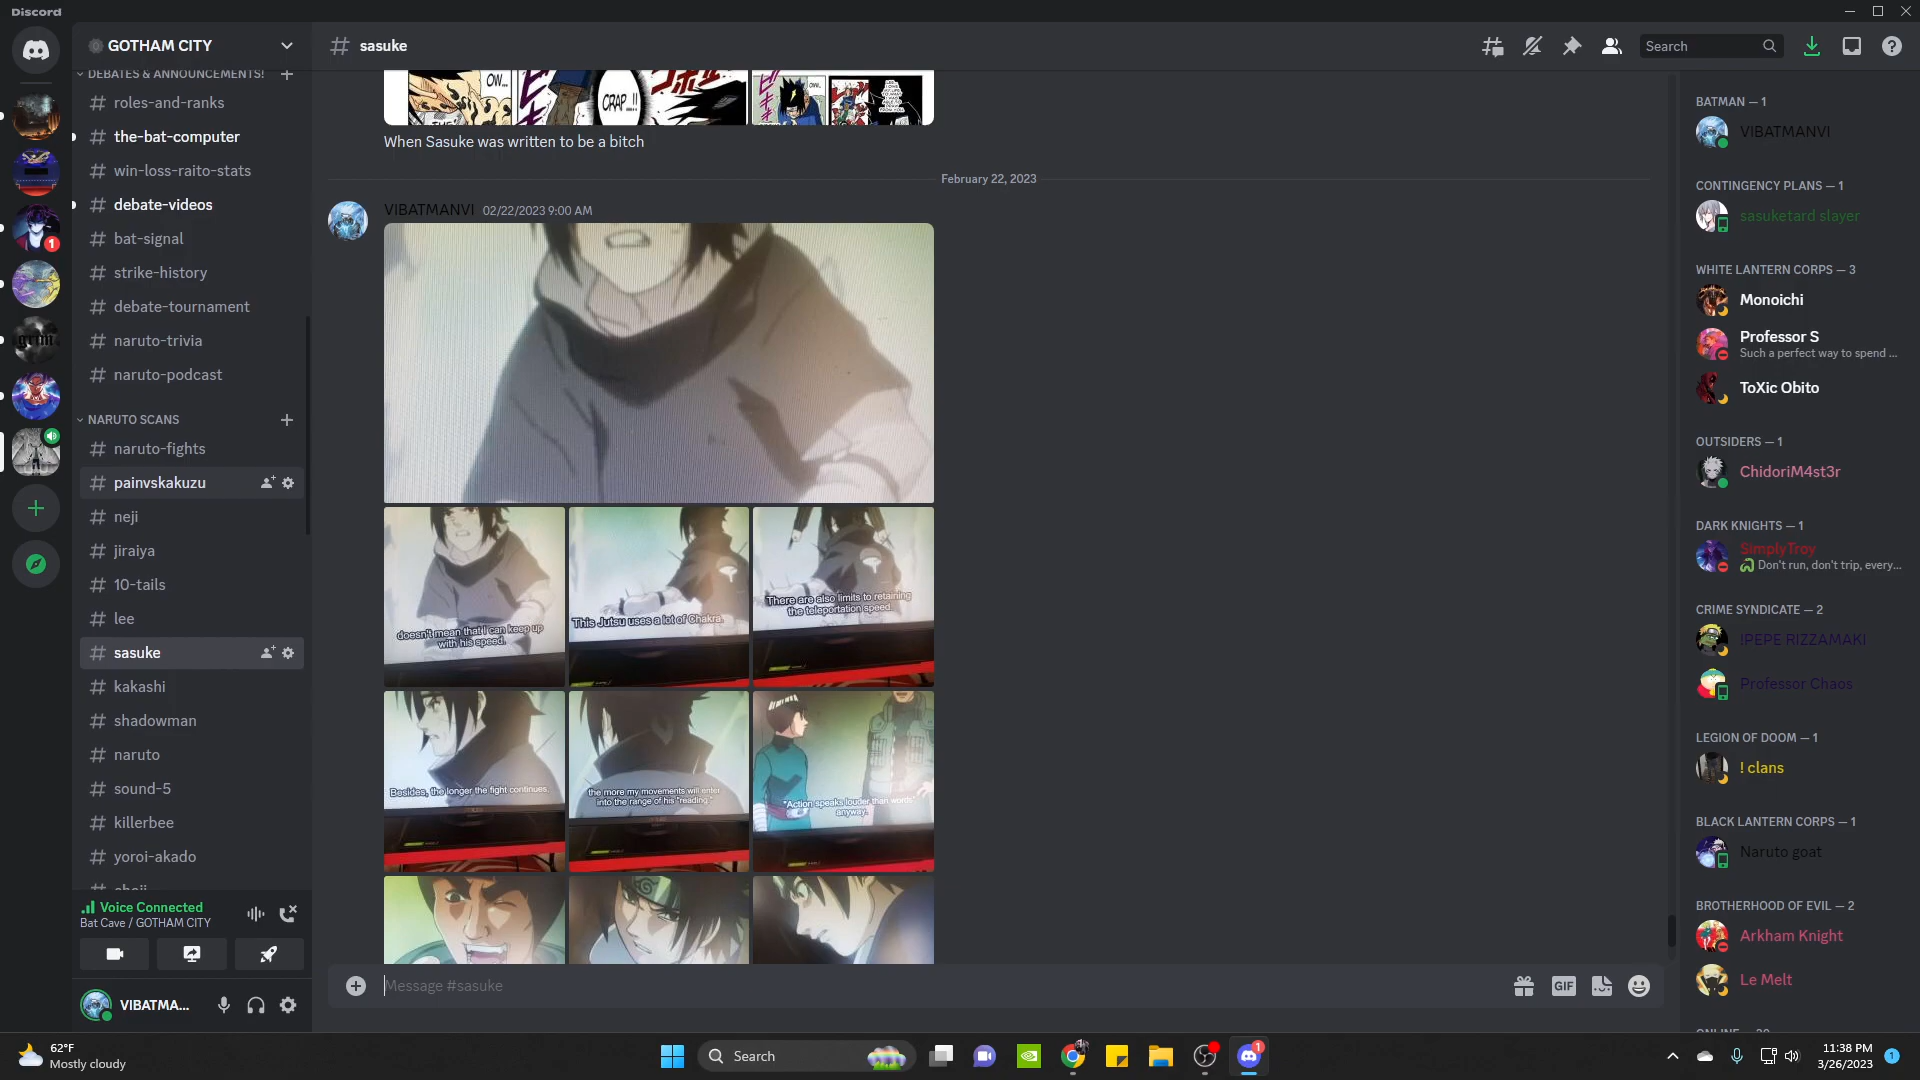 Discord
GOTHAM CITY
DEBATES & ANNOUNCEMENTS!
roles-and-ranks
the-bat-computer
win-loss-raito-stats
debate-videos
bat-signal
strike-history
debate-tournament
naruto-trivia
naruto-podcast
NARUTO SCANS
naruto-fights
painvskakuzu
neji
jiraiya
10-tails
lee
sasuke
kakashi
shadowman
naruto
sound-5
killerbee
yoroi-akado
Voice Connected
Bat Cave / GOTHAM CITY
VIBATMA...
1
grim
# sasuke
Search
OW...
CRAP !!
OW..
When Sasuke was written to be a bitch
February 22, 2023
VIBATMANVI 02/22/2023 9:00 AM
doesn't mean that I can keep up
with his speed.
This Jutsu uses a lot of Chakra.
There are also limits to retaining
the teleportation speed.
Besides, the longer the fight continues.
the more my movements will enter
into the range of his "reading".
"Action speaks louder than words"
anyway.
Message #sasuke
GIF
BATMAN — 1
VIBATMANVI
CONTINGENCY PLANS — 1
sasuketard slayer
WHITE LANTERN CORPS — 3
Monoichi
Professor S
Such a perfect way to spend ...
ToXic Obito
OUTSIDERS — 1
ChidoriM4st3r
DARK KNIGHTS — 1
SimplyTroy
Don't run, don't trip, every...
CRIME SYNDICATE — 2
!PEPE RIZZAMAKI
Professor Chaos
LEGION OF DOOM — 1
! clans
BLACK LANTERN CORPS — 1
Naruto goat
BROTHERHOOD OF EVIL — 2
Arkham Knight
Le Melt
62°F
Mostly cloudy
Search
1
11:38 PM
3/26/2023
1